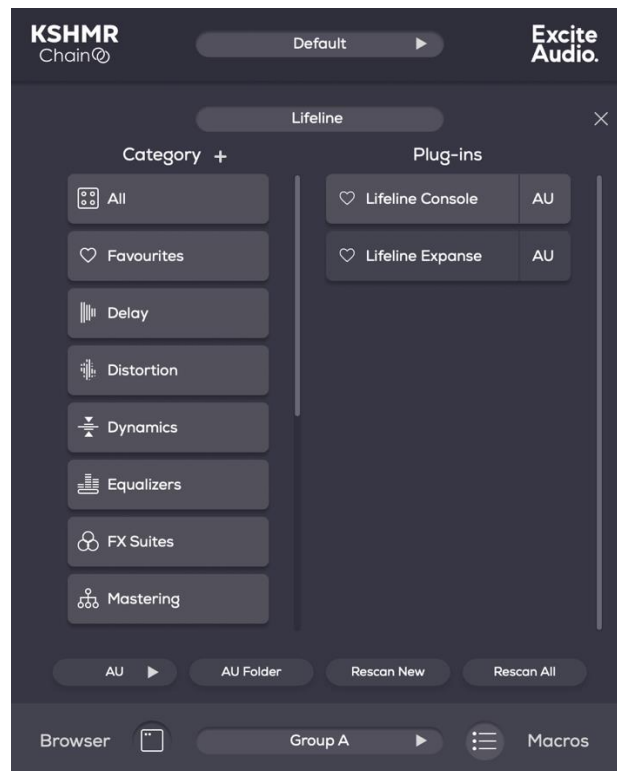 KSHMR
Chain
Default
Excite
Audio.
Lifeline
Category +
Plug-ins
All
Favourites
Delay
Distortion
Dynamics
Equalizers
FX Suites
Mastering
Lifeline Console AU
Lifeline Expanse AU
AU
AU Folder
Rescan New
Rescan All
Browser
Group A
Macros